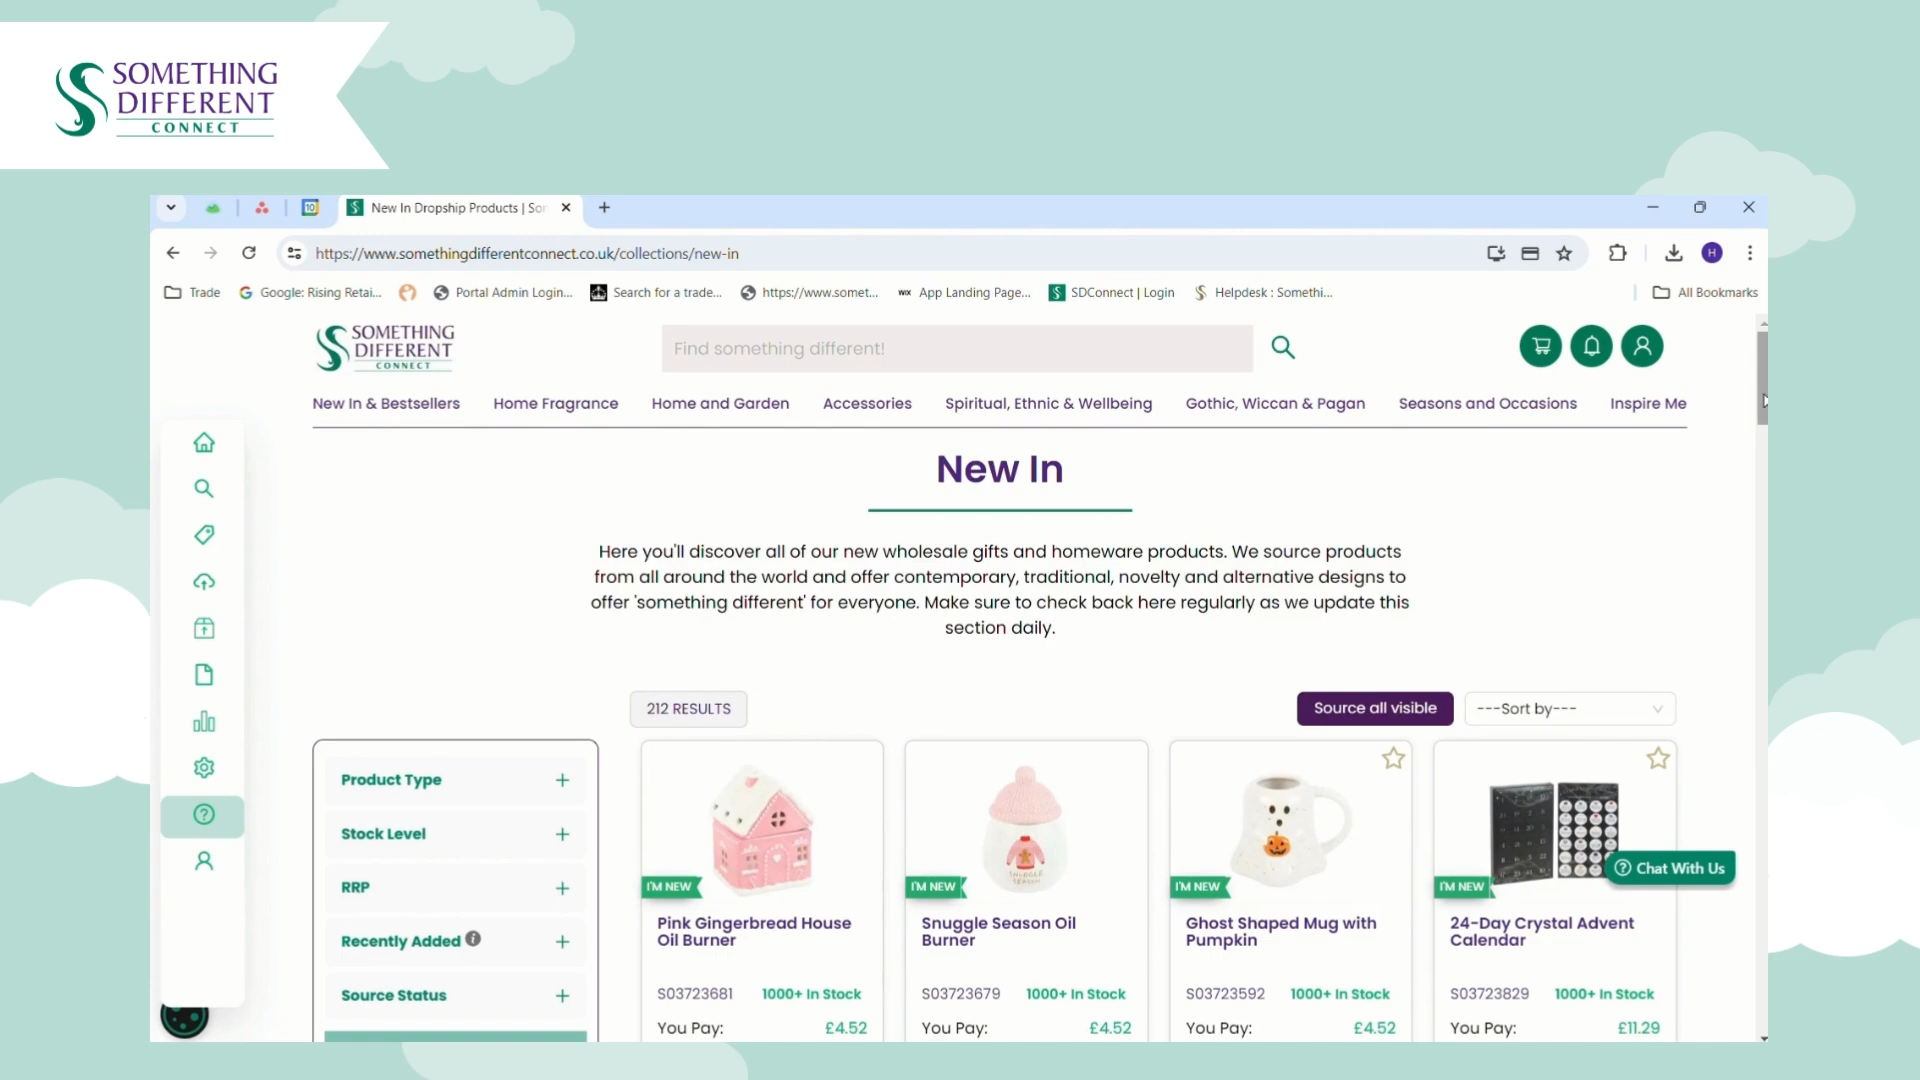 SOMETHING
DIFFERENT
CONNECT
New In Dropship Products | Son
https://www.somethingdifferentconnect.co.uk/collections/new-in
H
Trade
Google: Rising Retai...
Portal Admin Login...
Search for a trade...
https://www.somet...
WIX App Landing Page...
SDConnect | Login
Helpdesk : Somethi...
All Bookmarks
SOMETHING
DIFFERENT
CONNECT
Find something different!
New In & Bestsellers
Home Fragrance
Home and Garden
Accessories
Spiritual, Ethnic & Wellbeing
Gothic, Wiccan & Pagan
Seasons and Occasions
Inspire Me
New In
Here you'll discover all of our new wholesale gifts and homeware products. We source products
from all around the world and offer contemporary, traditional, novelty and alternative designs to
offer 'something different' for everyone. Make sure to check back here regularly as we update this
section daily.
212 RESULTS
Source all visible
---Sort by---
Product Type
Stock Level
RRP
Recently Added
Source Status
I'M NEW
Pink Gingerbread House
Oil Burner
S03723681 1000+ In Stock
You Pay: £4.52
SNUGGLE
SEASON
I'M NEW
Snuggle Season Oil
Burner
S03723679 1000+ In Stock
You Pay: £4.52
I'M NEW
Ghost Shaped Mug with
Pumpkin
S03723592 1000+ In Stock
You Pay: £4.52
I'M NEW
24-Day Crystal Advent
Calendar
S03723829 1000+ In Stock
You Pay: £11.29
Chat With Us